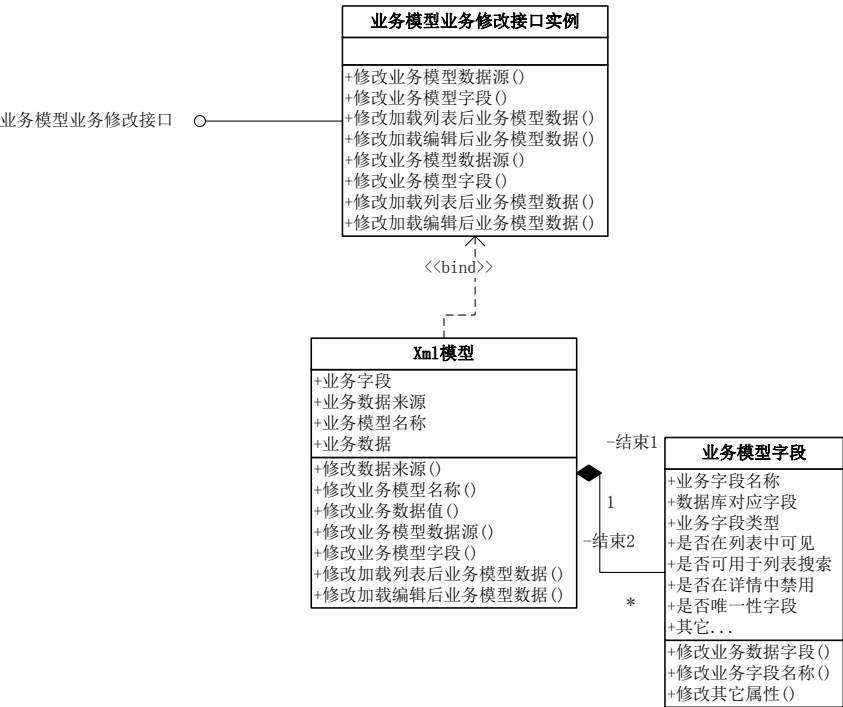 业务模型业务修改接口实例
+修改业务模型数据源()
+修改业务模型字段()
+修改加载列表后业务模型数据()
+修改加载编辑后业务模型数据()
+修改业务模型数据源()
+修改业务模型字段()
+修改加载列表后业务模型数据()
+修改加载编辑后业务模型数据()
业务模型业务修改接口
<<bind>>
Xml模型
+业务字段
+业务数据来源
+业务模型名称
+业务数据
+修改数据来源()
+修改业务模型名称()
+修改业务数据值()
+修改业务模型数据源()
+修改业务模型字段()
+修改加载列表后业务模型数据()
+修改加载编辑后业务模型数据()
-结束1
1
-结束2
*
业务模型字段
+业务字段名称
+数据库对应字段
+业务字段类型
+是否在列表中可见
+是否可用于列表搜索
+是否在详情中禁用
+是否唯一性字段
+其它...
+修改业务数据字段()
+修改业务字段名称()
+修改其它属性()